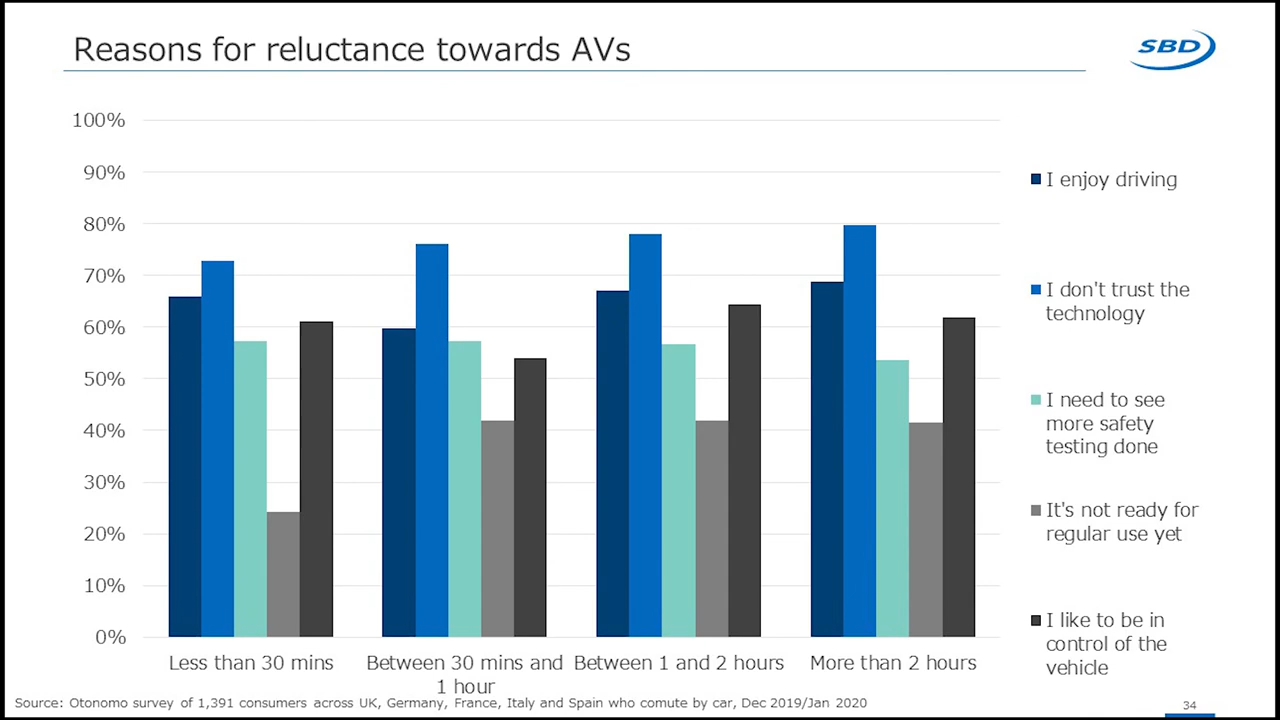 Reasons for reluctance towards AVs
SBD
100%
90%
80%
70%
60%
50%
40%
30%
20%
10%
0%
Less than 30 mins
Between 30 mins and
1 hour
Between 1 and 2 hours
More than 2 hours
I enjoy driving
I don't trust the
technology
I need to see
more safety
testing done
It's not ready for
regular use yet
I like to be in
control of the
vehicle
Source: Otonomo survey of 1,391 consumers across UK, Germany, France, Italy and Spain who comute by car, Dec 2019/Jan 2020
34